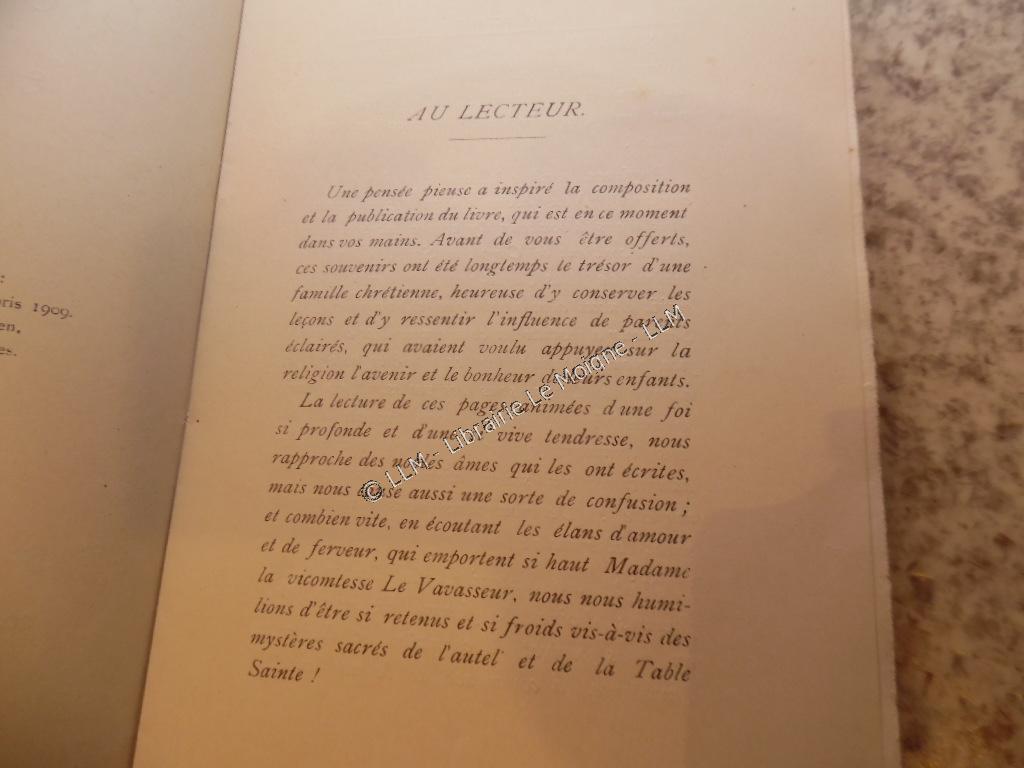 :
ris 1909.
en,
es.
AU LECTEUR.
Une pensée pieuse a inspiré la composition
et la publication du livre, qui est en ce moment
dans vos mains. Avant de vous être offerts,
ces souvenirs ont été longtemps le trésor d'une
famille chrétienne, heureuse d'y conserver les
leçons et d'y ressentir l'influence de parents
éclairés, qui avaient voulu appuyer sur la
religion l'avenir et le bonheur de leurs enfants.
La lecture de ces pages animées d'une foi
si profonde et d'une vive tendresse, nous
rapproche des nobles âmes qui les ont écrites,
mais nous cause aussi une sorte de confusion ;
et combien vite, en écoutant les élans d'amour
et de ferveur, qui emportent si haut Madame
la vicomtesse Le Vavasseur, nous nous humi-
lions d'être si retenus et si froids vis-à-vis des
mystères sacrés de l'autel et de la Table
Sainte !
© LLM - Librairie Le Moigne - LLM